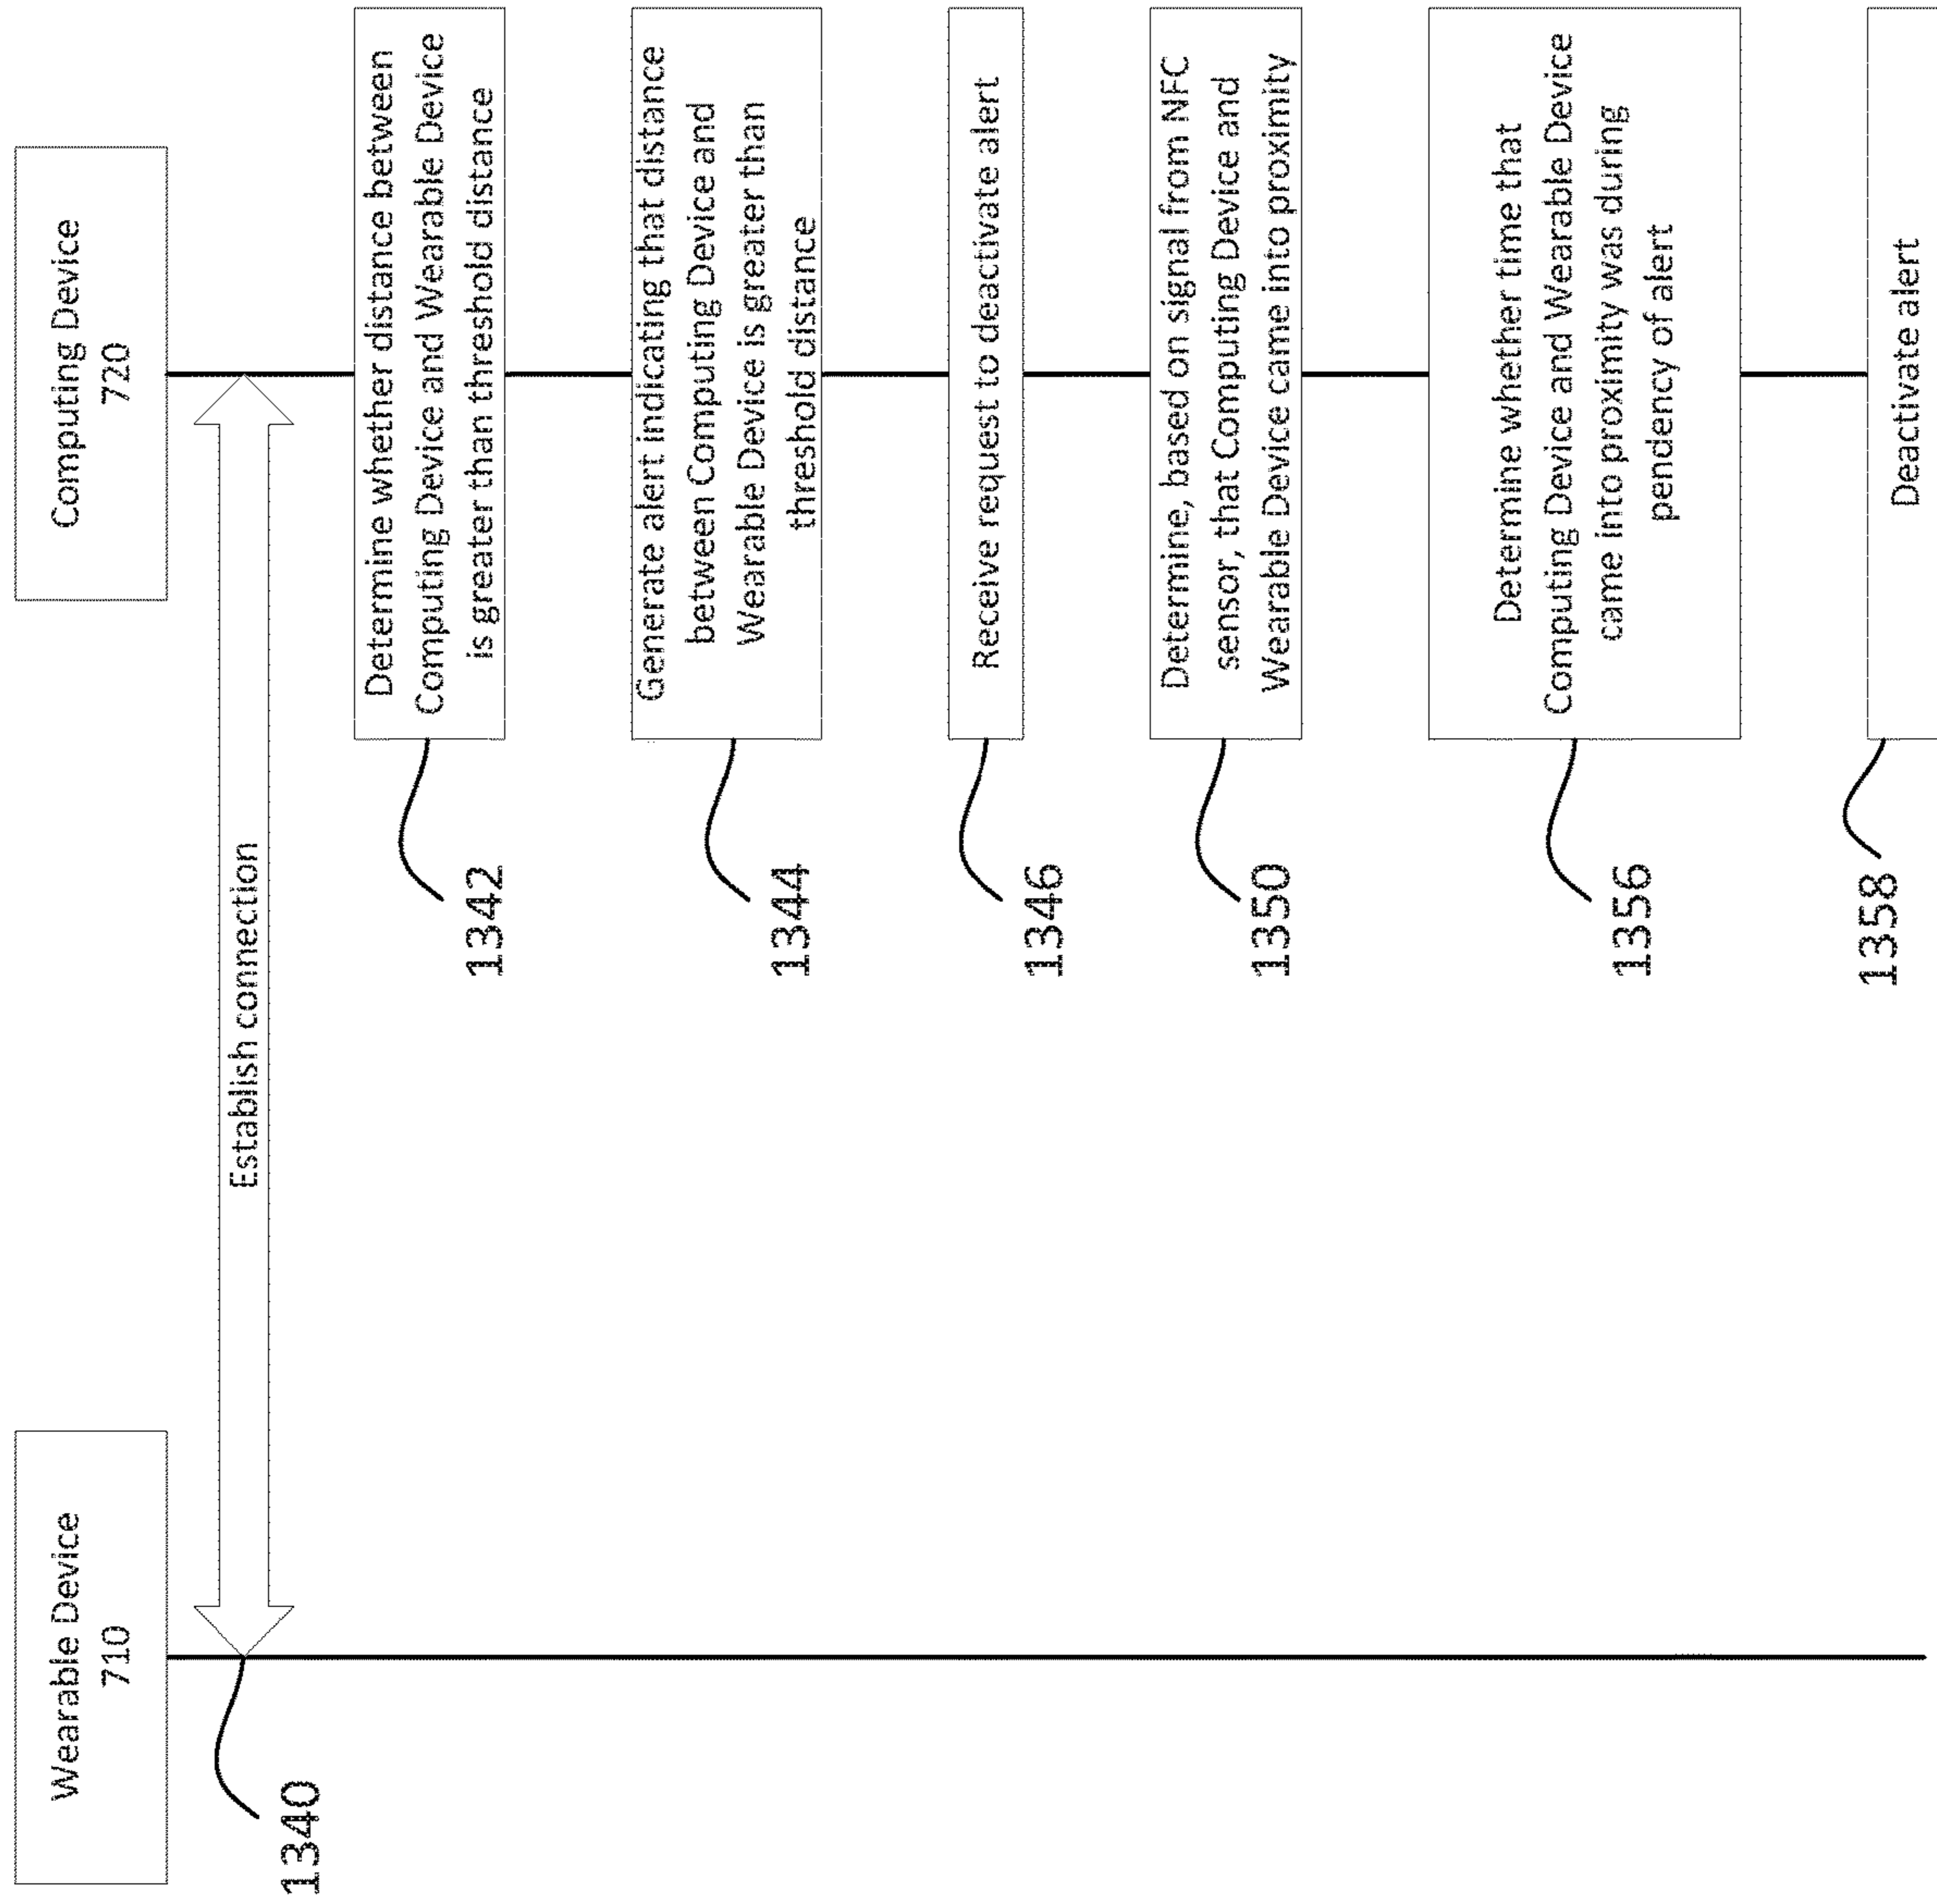 Wearable Device
710
Computing Device
720
Establish connection
1340
Determine whether distance between
Computing Device and Wearable Device
is greater than threshold distance
1342
Generate alert indicating that distance
between Computing Device and
Wearable Device is greater than
threshold distance
1344
Receive request to deactivate alert
1346
Determine, based on signal from NFC
sensor, that Computing Device and
Wearable Device came into proximity
1350
Determine whether time that
Computing Device and Wearable Device
came into proximity was during
pendency of alert
1356
Deactivate alert
1358